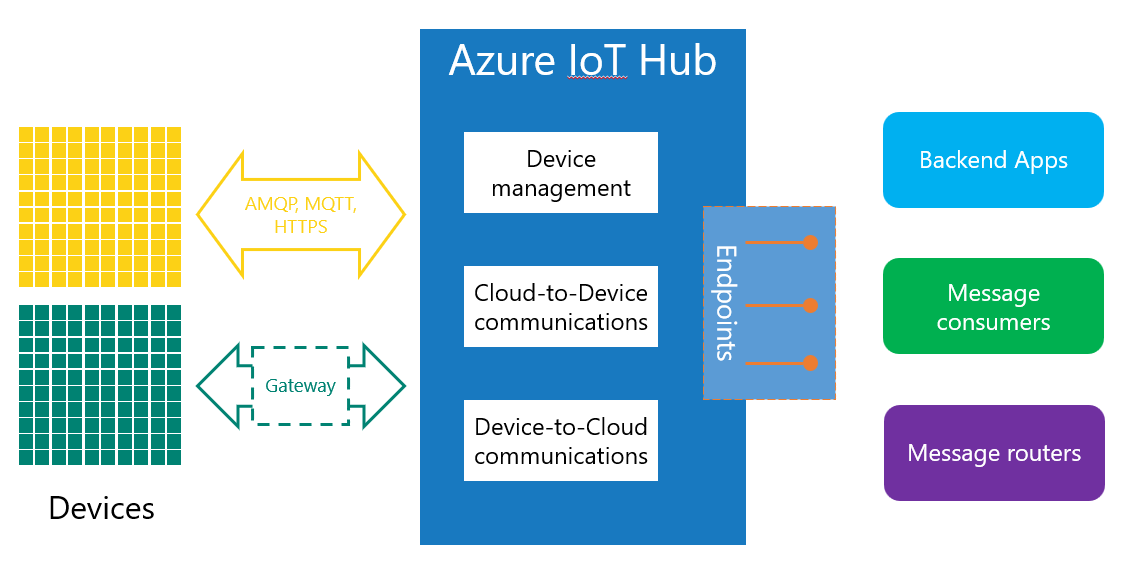 Azure IoT Hub
AMQP, MQTT,
HTTPS
Gateway
Devices
Device
management
Cloud-to-Device
communications
Device-to-Cloud
communications
Endpoints
Backend Apps
Message
consumers
Message routers